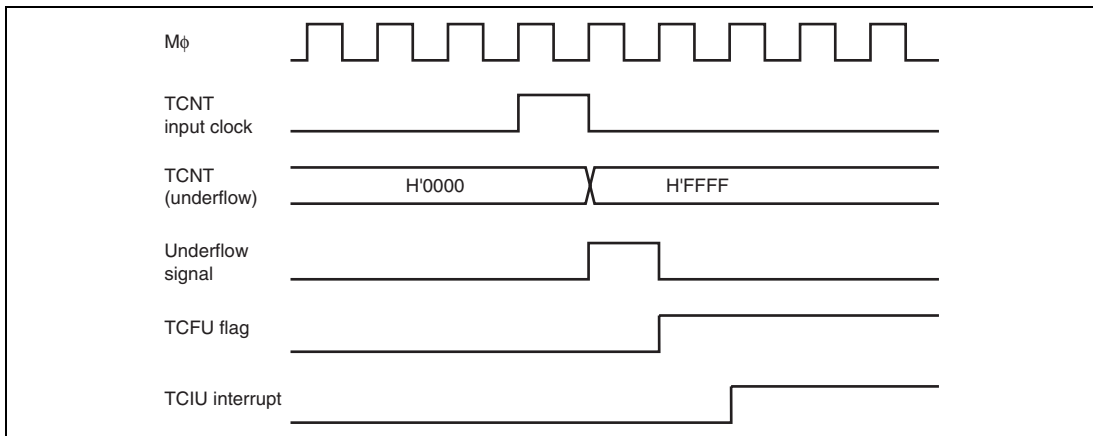 Mϕ
TCNT
input clock
TCNT
(underflow)
H'0000
H'FFFF
Underflow
signal
TCFU flag
TCIU interrupt